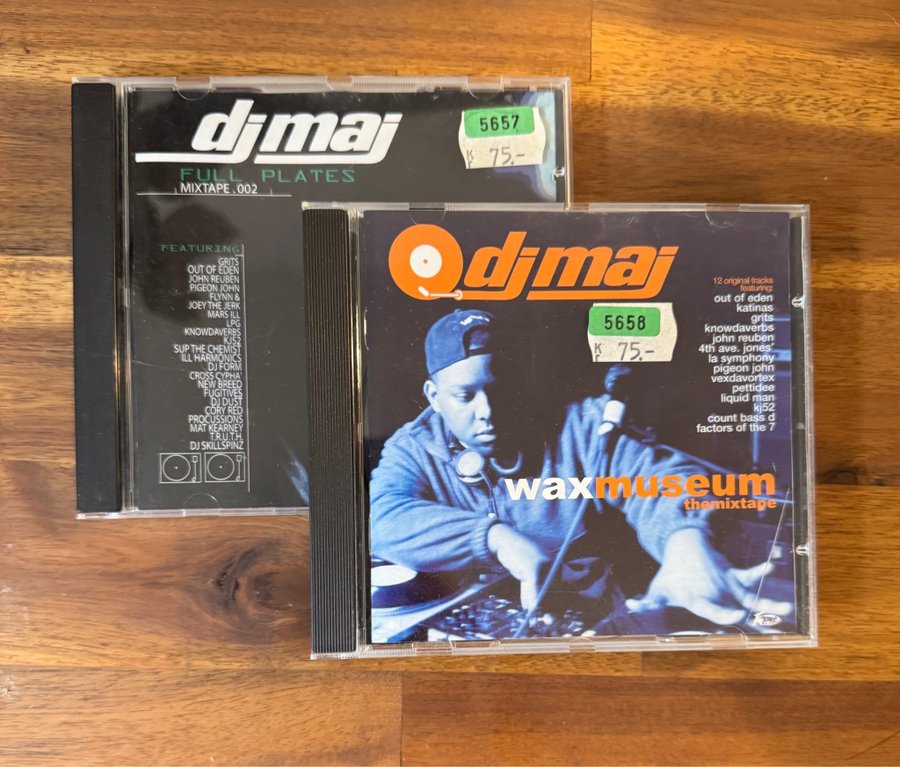 dj maj
FULL PLATES
MIXTAPE.002
5657
Kr 75.-
FEATURING
GRITS
OUT OF EDEN
JOHN REUBEN
PIGEON JOHN
FLYNN &
JOEY THE JERK
MARS ILL
LPG
KNOWDAVERBS
KJ52
SUP THE CHEMIST
ILL HARMONICS
DJ FORM
CROSS CYPHA'
NEW BREED
FUGITIVES
DJ DUST
CORY RED
PROCUSSIONS
MAT KEARNEY
T.R.U.T.H.
DJ SKILLSPINZ
dj maj
5658
Kr 75.-
12 original tracks
featuring:
out of eden
katinas
grits
knowdaverbs
john reuben
4th ave. jones'
la symphony
pigeon john
vexdavortex
pettidee
liquid man
kj52
count bass d
factors of the 7
waxmuseum
themixtape